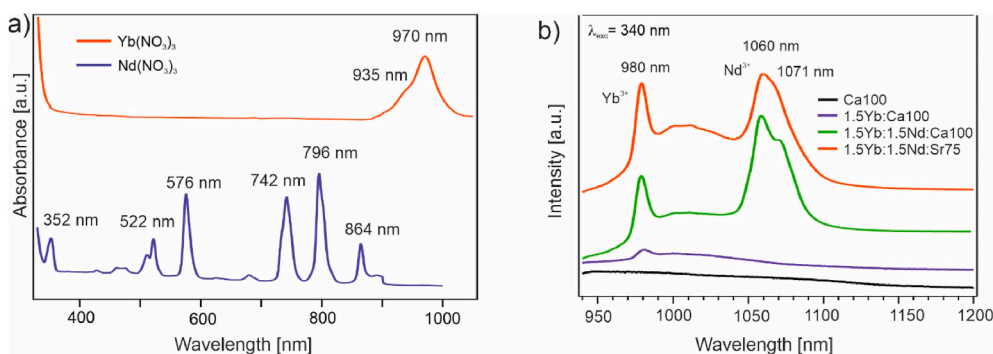 a)
Yb(NO₃)₃
Nd(NO₃)₃
970 nm
935 nm
352 nm
522 nm
576 nm
742 nm
796 nm
864 nm
Absorbance [a.u.]
400 600 800 1000
Wavelength [nm]
b)
λexc= 340 nm
980 nm
Yb³⁺
1060 nm
Nd³⁺
1071 nm
Ca100
1.5Yb:Ca100
1.5Yb:1.5Nd:Ca100
1.5Yb:1.5Nd:Sr75
Intensity [a.u.]
950 1000 1050 1100 1150 1200
Wavelength [nm]